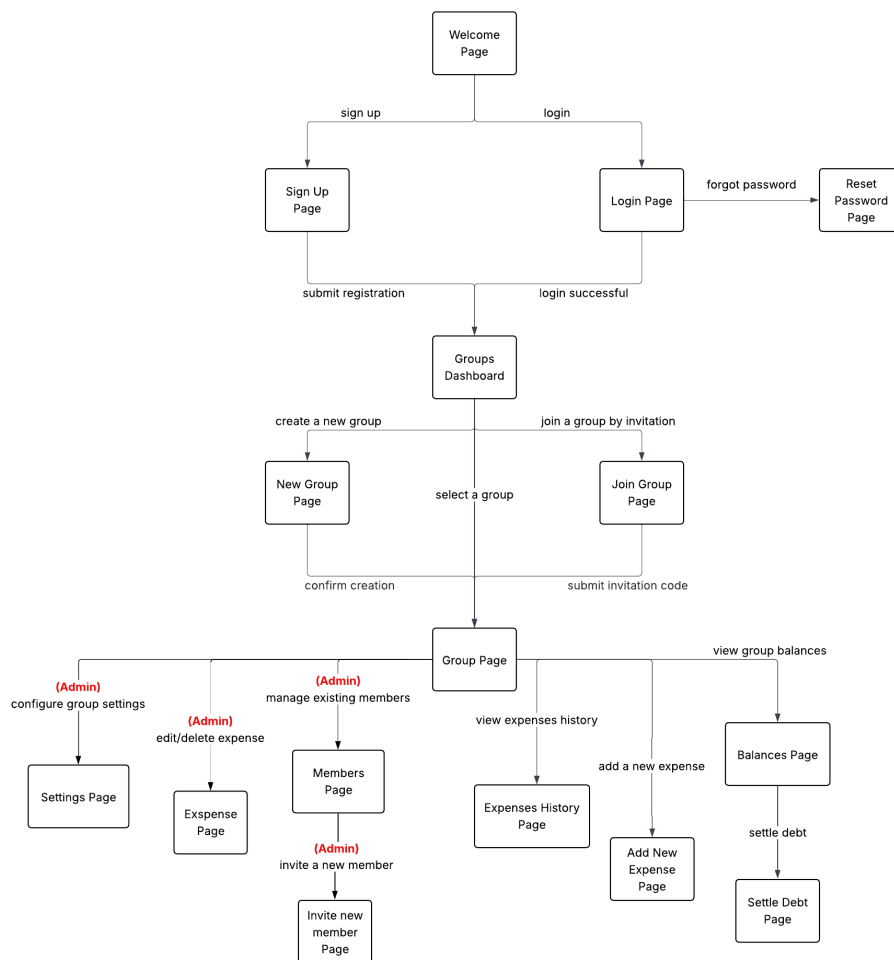 Welcome
Page
sign up
login
Sign Up
Page
Login Page
forgot password
Reset
Password
Page
submit registration
login successful
Groups
Dashboard
create a new group
join a group by invitation
New Group
Page
select a group
Join Group
Page
confirm creation
submit invitation code
Group Page
view group balances
(Admin)
configure group settings
(Admin)
edit/delete expense
(Admin)
manage existing members
view expenses history
add a new expense
Settings Page
Exspense
Page
Members
Page
Expenses History
Page
Balances Page
(Admin)
invite a new member
Add New
Expense
Page
settle debt
Invite new
member
Page
Settle Debt
Page